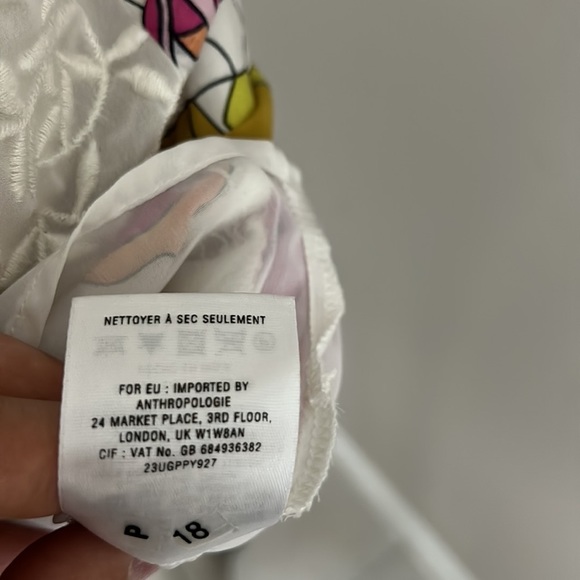 NETTOYER À SEC SEULEMENT
FOR EU : IMPORTED BY
ANTHROPOLOGIE
24 MARKET PLACE, 3RD FLOOR,
LONDON, UK W1W8AN
CIF : VAT No. GB 684936382
23UGPPY927
P 18